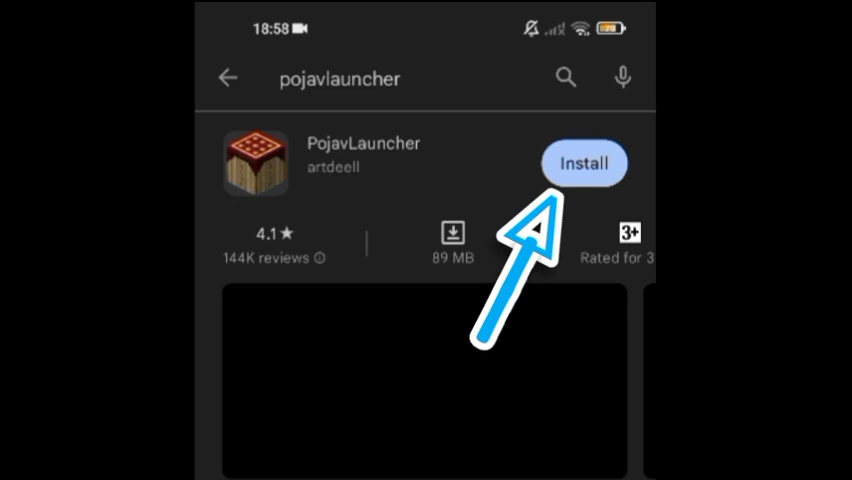 18:58
pojavlauncher
PojavLauncher
artdeell
Install
4.1★
144K reviews
89 MB
3+
Rated for 3